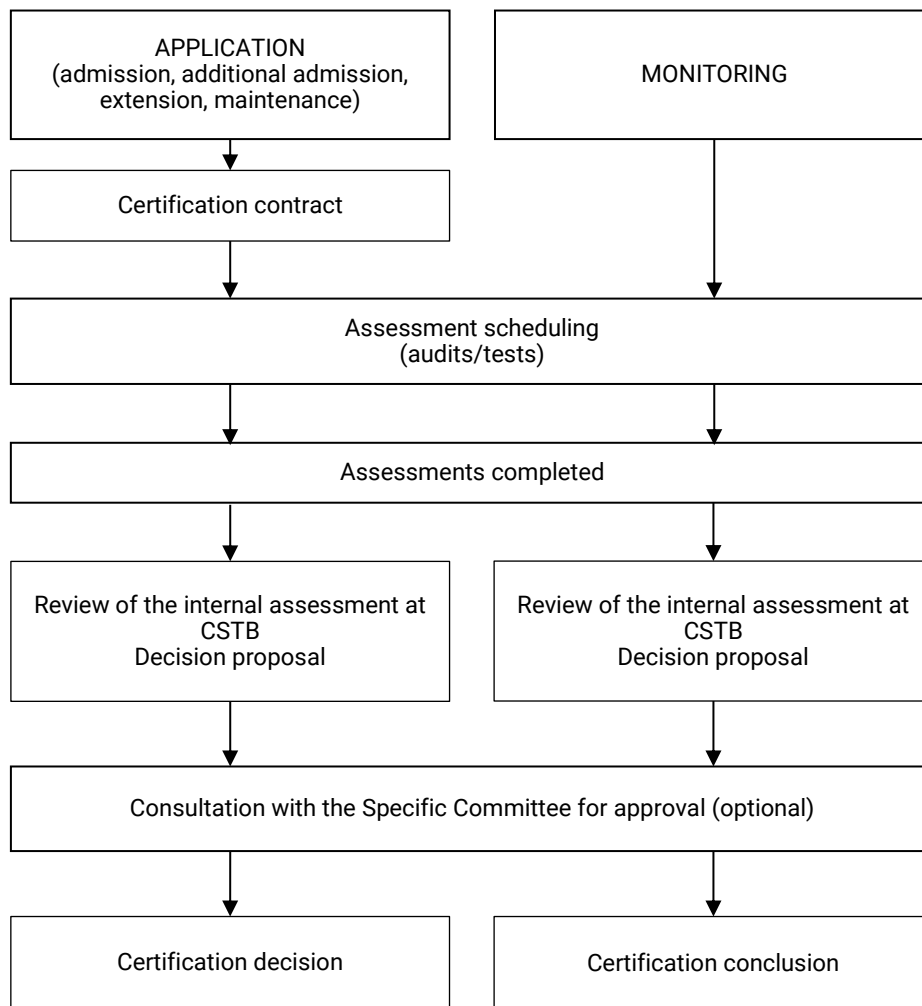 APPLICATION
(admission, additional admission,
extension, maintenance)
MONITORING
Certification contract
Assessment scheduling
(audits/tests)
Assessments completed
Review of the internal assessment at
CSTB
Decision proposal
Review of the internal assessment at
CSTB
Decision proposal
Consultation with the Specific Committee for approval (optional)
Certification decision
Certification conclusion